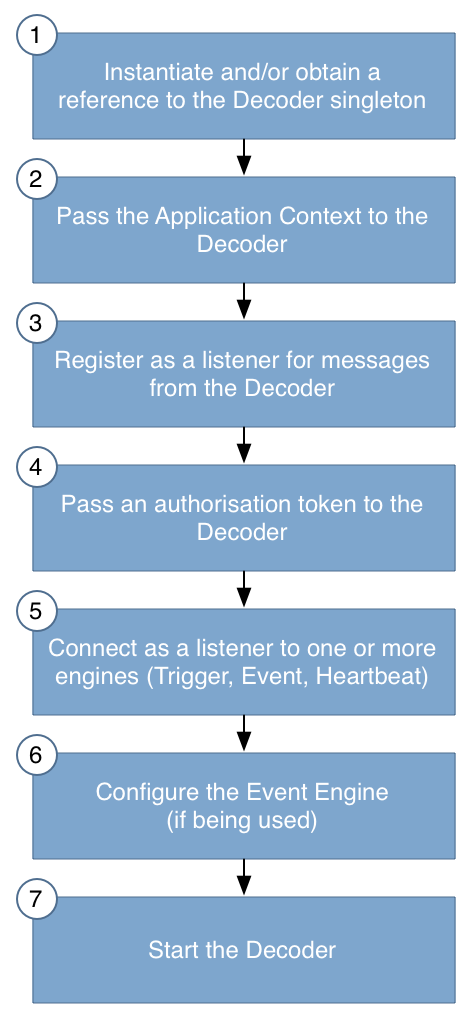 1
Instantiate and/or obtain a
reference to the Decoder singleton
2
Pass the Application Context to the
Decoder
3
Register as a listener for messages
from the Decoder
4
Pass an authorisation token to the
Decoder
5
Connect as a listener to one or more
engines (Trigger, Event, Heartbeat)
6
Configure the Event Engine
(if being used)
7
Start the Decoder